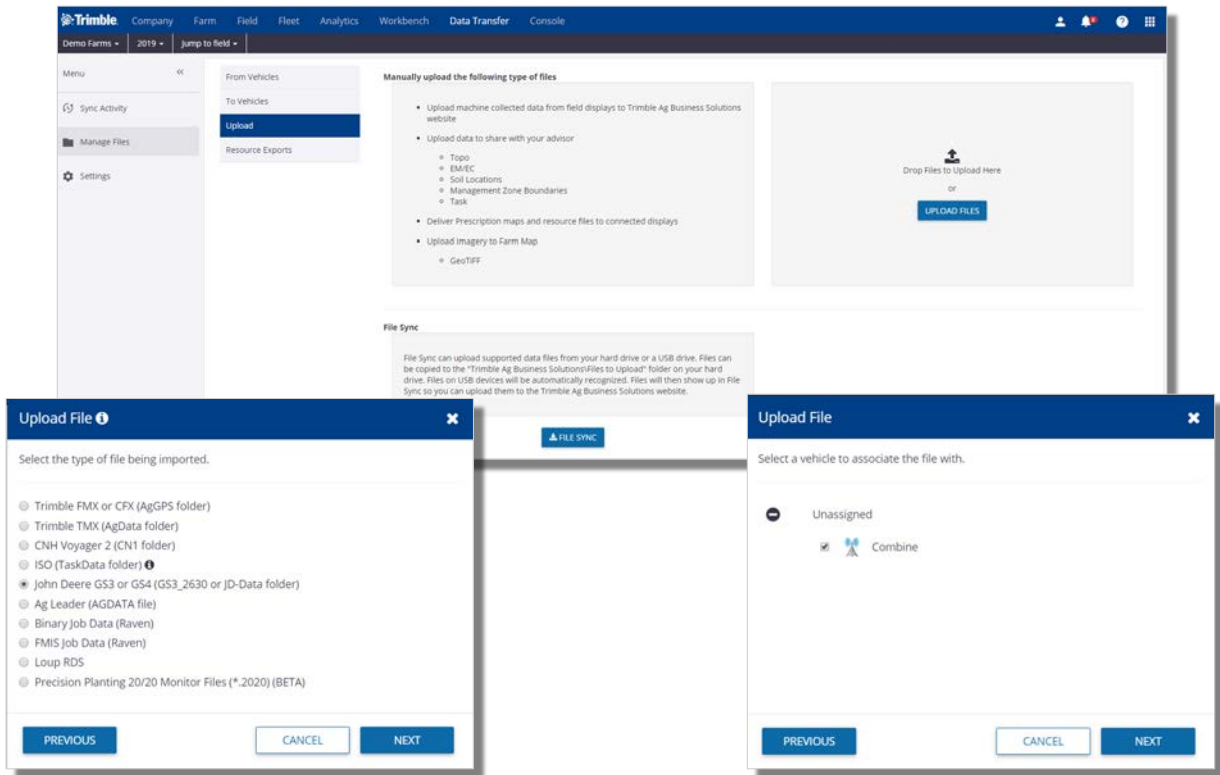 Trimble. Company Farm Field Fleet Analytics Workbench Data Transfer Console
Demo Farms 2019 Jump to field
Menu
Sync Activity
Manage Files
Settings
From Vehicles
To Vehicles
Upload
Resource Exports
Manually upload the following type of files
Upload machine collected data from field displays to Trimble Ag Business Solutions
website
Upload data to share with your advisor
Topo
EM/EC
Soil Locations
Management Zone Boundaries
Task
Deliver Prescription maps and resource files to connected displays
Upload Imagery to Farm Map
GeoTIFF
Drop Files to Upload Here
or
UPLOAD FILES
File Sync
File Sync can upload supported data files from your hard drive or a USB drive. Files can
be copied to the "Trimble Ag Business Solutions\Files to Upload" folder on your hard
drive. Files on USB devices will be automatically recognized. Files will then show up in File
Sync so you can upload them to the Trimble Ag Business Solutions website.
FILE SYNC
Upload File
Select the type of file being imported.
Trimble FMX or CFX (AgGPS folder)
Trimble TMX (AgData folder)
CNH Voyager 2 (CN1 folder)
ISO (TaskData folder)
John Deere GS3 or GS4 (GS3_2630 or JD-Data folder)
Ag Leader (AGDATA file)
Binary Job Data (Raven)
FMIS Job Data (Raven)
Loup RDS
Precision Planting 20/20 Monitor Files (*.2020) (BETA)
PREVIOUS CANCEL NEXT
Upload File
Select a vehicle to associate the file with.
Unassigned
Combine
PREVIOUS CANCEL NEXT